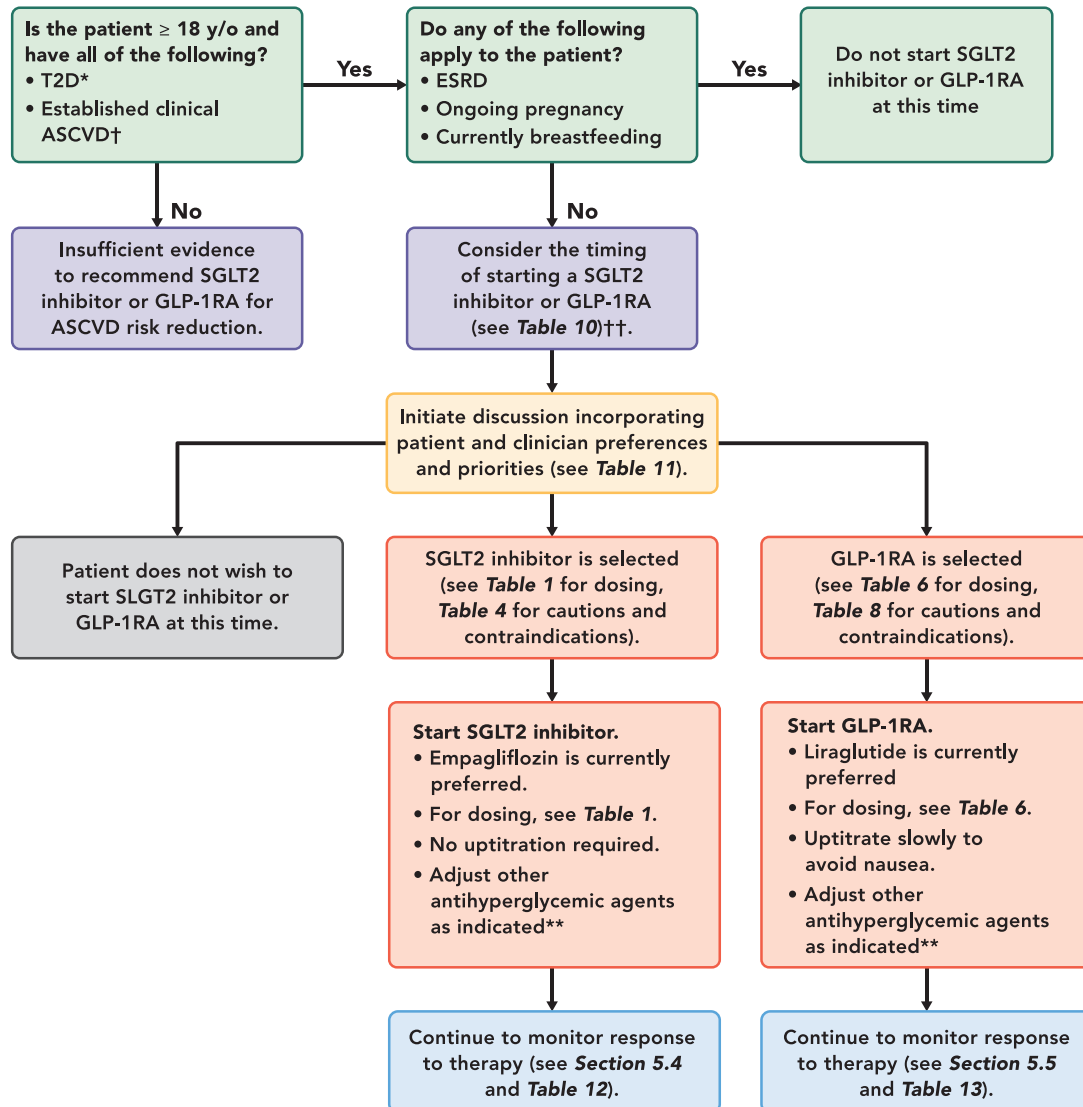 Is the patient ≥ 18 y/o and
have all of the following?
• T2D*
• Established clinical
ASCVD†
Yes
Do any of the following
apply to the patient?
• ESRD
• Ongoing pregnancy
• Currently breastfeeding
Yes
Do not start SGLT2
inhibitor or GLP-1RA
at this time
No
Insufficient evidence
to recommend SGLT2
inhibitor or GLP-1RA for
ASCVD risk reduction.
No
Consider the timing
of starting a SGLT2
inhibitor or GLP-1RA
(see Table 10)††.
Initiate discussion incorporating
patient and clinician preferences
and priorities (see Table 11).
Patient does not wish to
start SLGT2 inhibitor or
GLP-1RA at this time.
SGLT2 inhibitor is selected
(see Table 1 for dosing,
Table 4 for cautions and
contraindications).
GLP-1RA is selected
(see Table 6 for dosing,
Table 8 for cautions and
contraindications).
Start SGLT2 inhibitor.
• Empagliflozin is currently
preferred.
• For dosing, see Table 1.
• No uptitration required.
• Adjust other
antihyperglycemic agents
as indicated**
Start GLP-1RA.
• Liraglutide is currently
preferred
• For dosing, see Table 6.
• Uptitrate slowly to
avoid nausea.
• Adjust other
antihyperglycemic agents
as indicated**
Continue to monitor response
to therapy (see Section 5.4
and Table 12).
Continue to monitor response
to therapy (see Section 5.5
and Table 13).